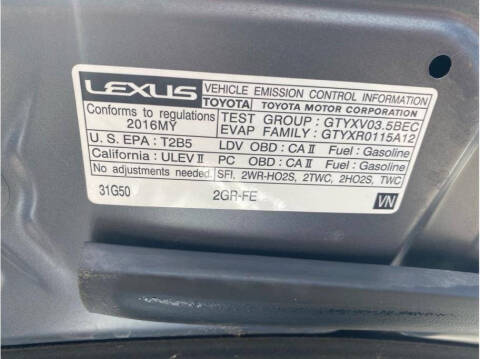 LEXUS VEHICLE EMISSION CONTROL INFORMATION
TOYOTA TOYOTA MOTOR CORPORATION
Conforms to regulations
2016MY
TEST GROUP : GTYXV03.5BEC
EVAP FAMILY : GTYXR0115A12
U. S. EPA : T2B5 LDV OBD : CA II Fuel : Gasoline
California : ULEV II PC OBD : CA II Fuel : Gasoline
No adjustments needed. SFI, 2WR-HO2S, 2TWC, 2HO2S, TWC
31G50 2GR-FE VN